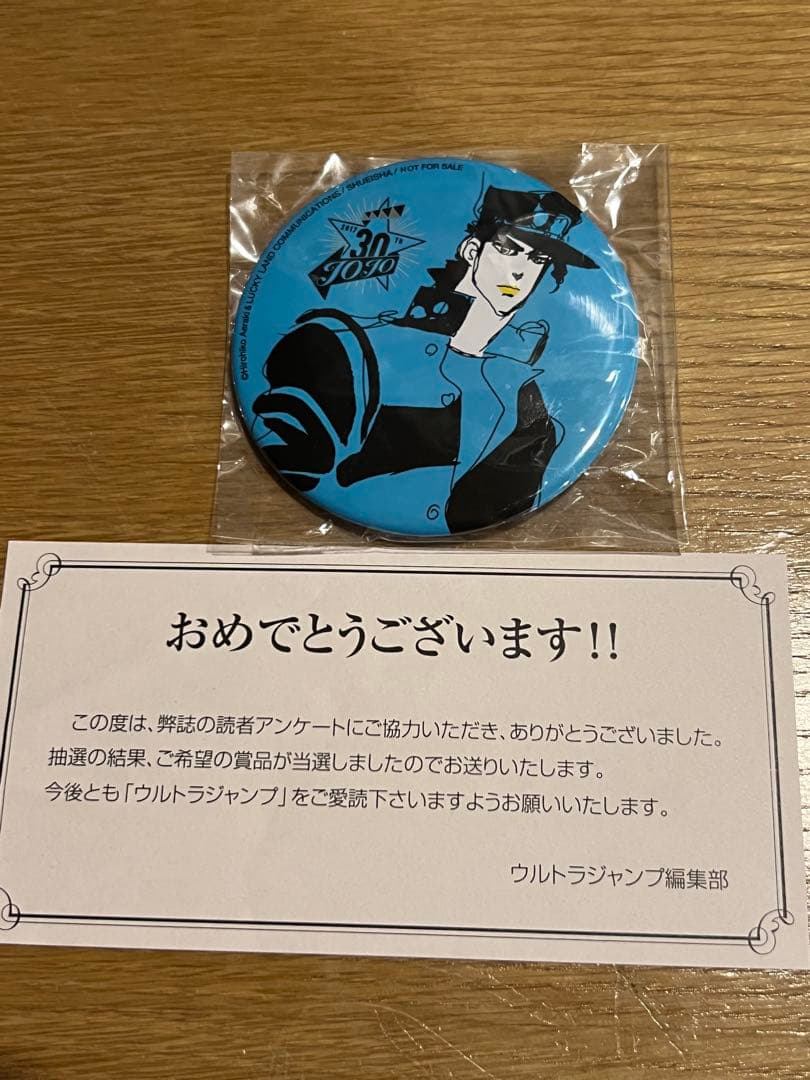 ©Hirohiko Aeraki & LUCKY LAND COMMUNICATIONS / SHUEISHA / NOT FOR SALE
2017 30 TH
JOJO
おめでとうございます!!
この度は、弊誌の読者アンケートにご協力いただき、ありがとうございました。
抽選の結果、ご希望の賞品が当選しましたのでお送りいたします。
今後とも「ウルトラジャンプ」をご愛読下さいますようお願いいたします。
ウルトラジャンプ編集部